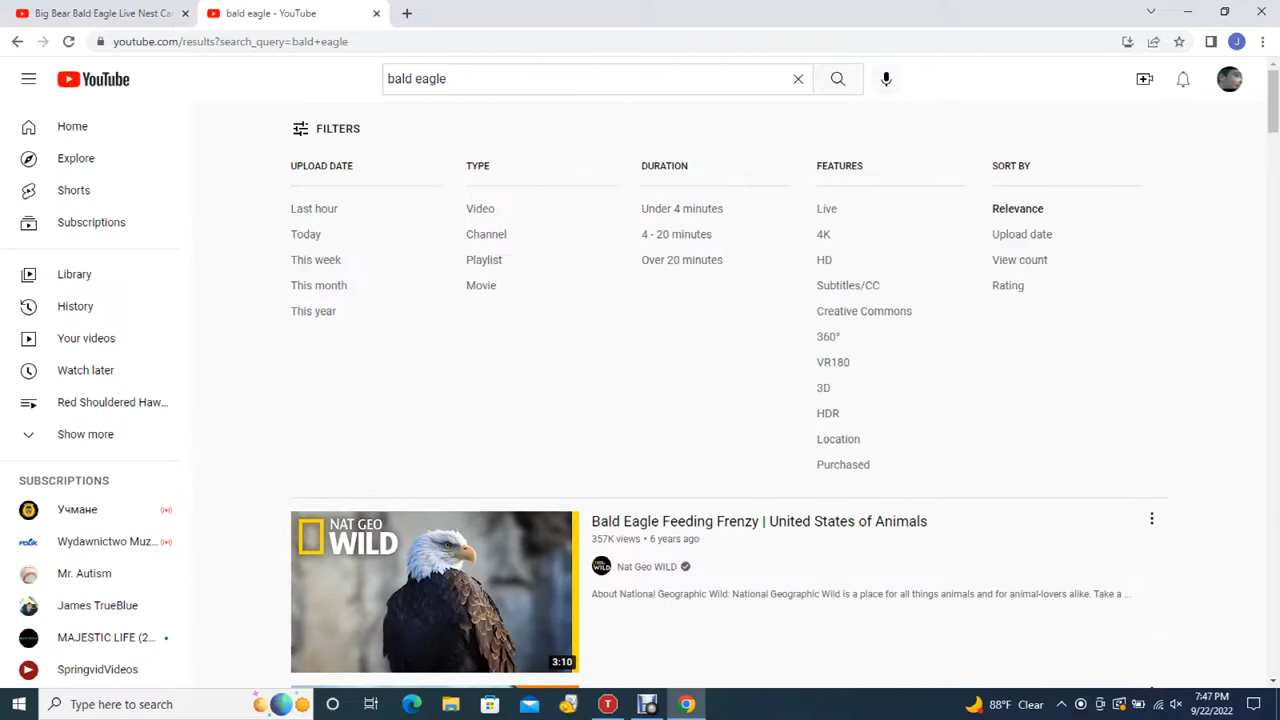 Big Bear Bald Eagle Live Nest Ca
bald eagle - YouTube
youtube.com/results?search_query=bald+eagle
J
YouTube
bald eagle
Home
Explore
Shorts
Subscriptions
Library
History
Your videos
Watch later
Red Shouldered Haw...
Show more
SUBSCRIPTIONS
Учмане
Wydawnictwo Muz...
Mr. Autism
James TrueBlue
MAJESTIC LIFE (2...
SpringvidVideos
FILTERS
UPLOAD DATE
Last hour
Today
This week
This month
This year
TYPE
Video
Channel
Playlist
Movie
DURATION
Under 4 minutes
4 - 20 minutes
Over 20 minutes
FEATURES
Live
4K
HD
Subtitles/CC
Creative Commons
360°
VR180
3D
HDR
Location
Purchased
SORT BY
Relevance
Upload date
View count
Rating
NAT GEO
WILD
3:10
Bald Eagle Feeding Frenzy | United States of Animals
357K views • 6 years ago
Nat Geo WILD
About National Geographic Wild: National Geographic Wild is a place for all things animals and for animal-lovers alike. Take a ...
Type here to search
T
88°F Clear
7:47 PM
9/22/2022